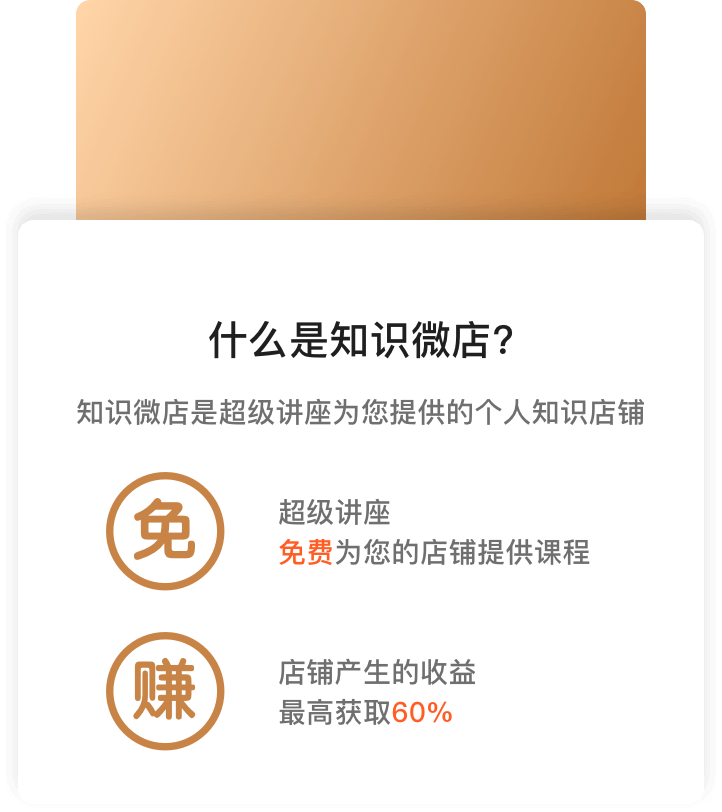 什么是知识微店?
知识微店是超级讲座为您提供的个人知识店铺
免
超级讲座
免费为您的店铺提供课程
赚
店铺产生的收益
最高获取60%